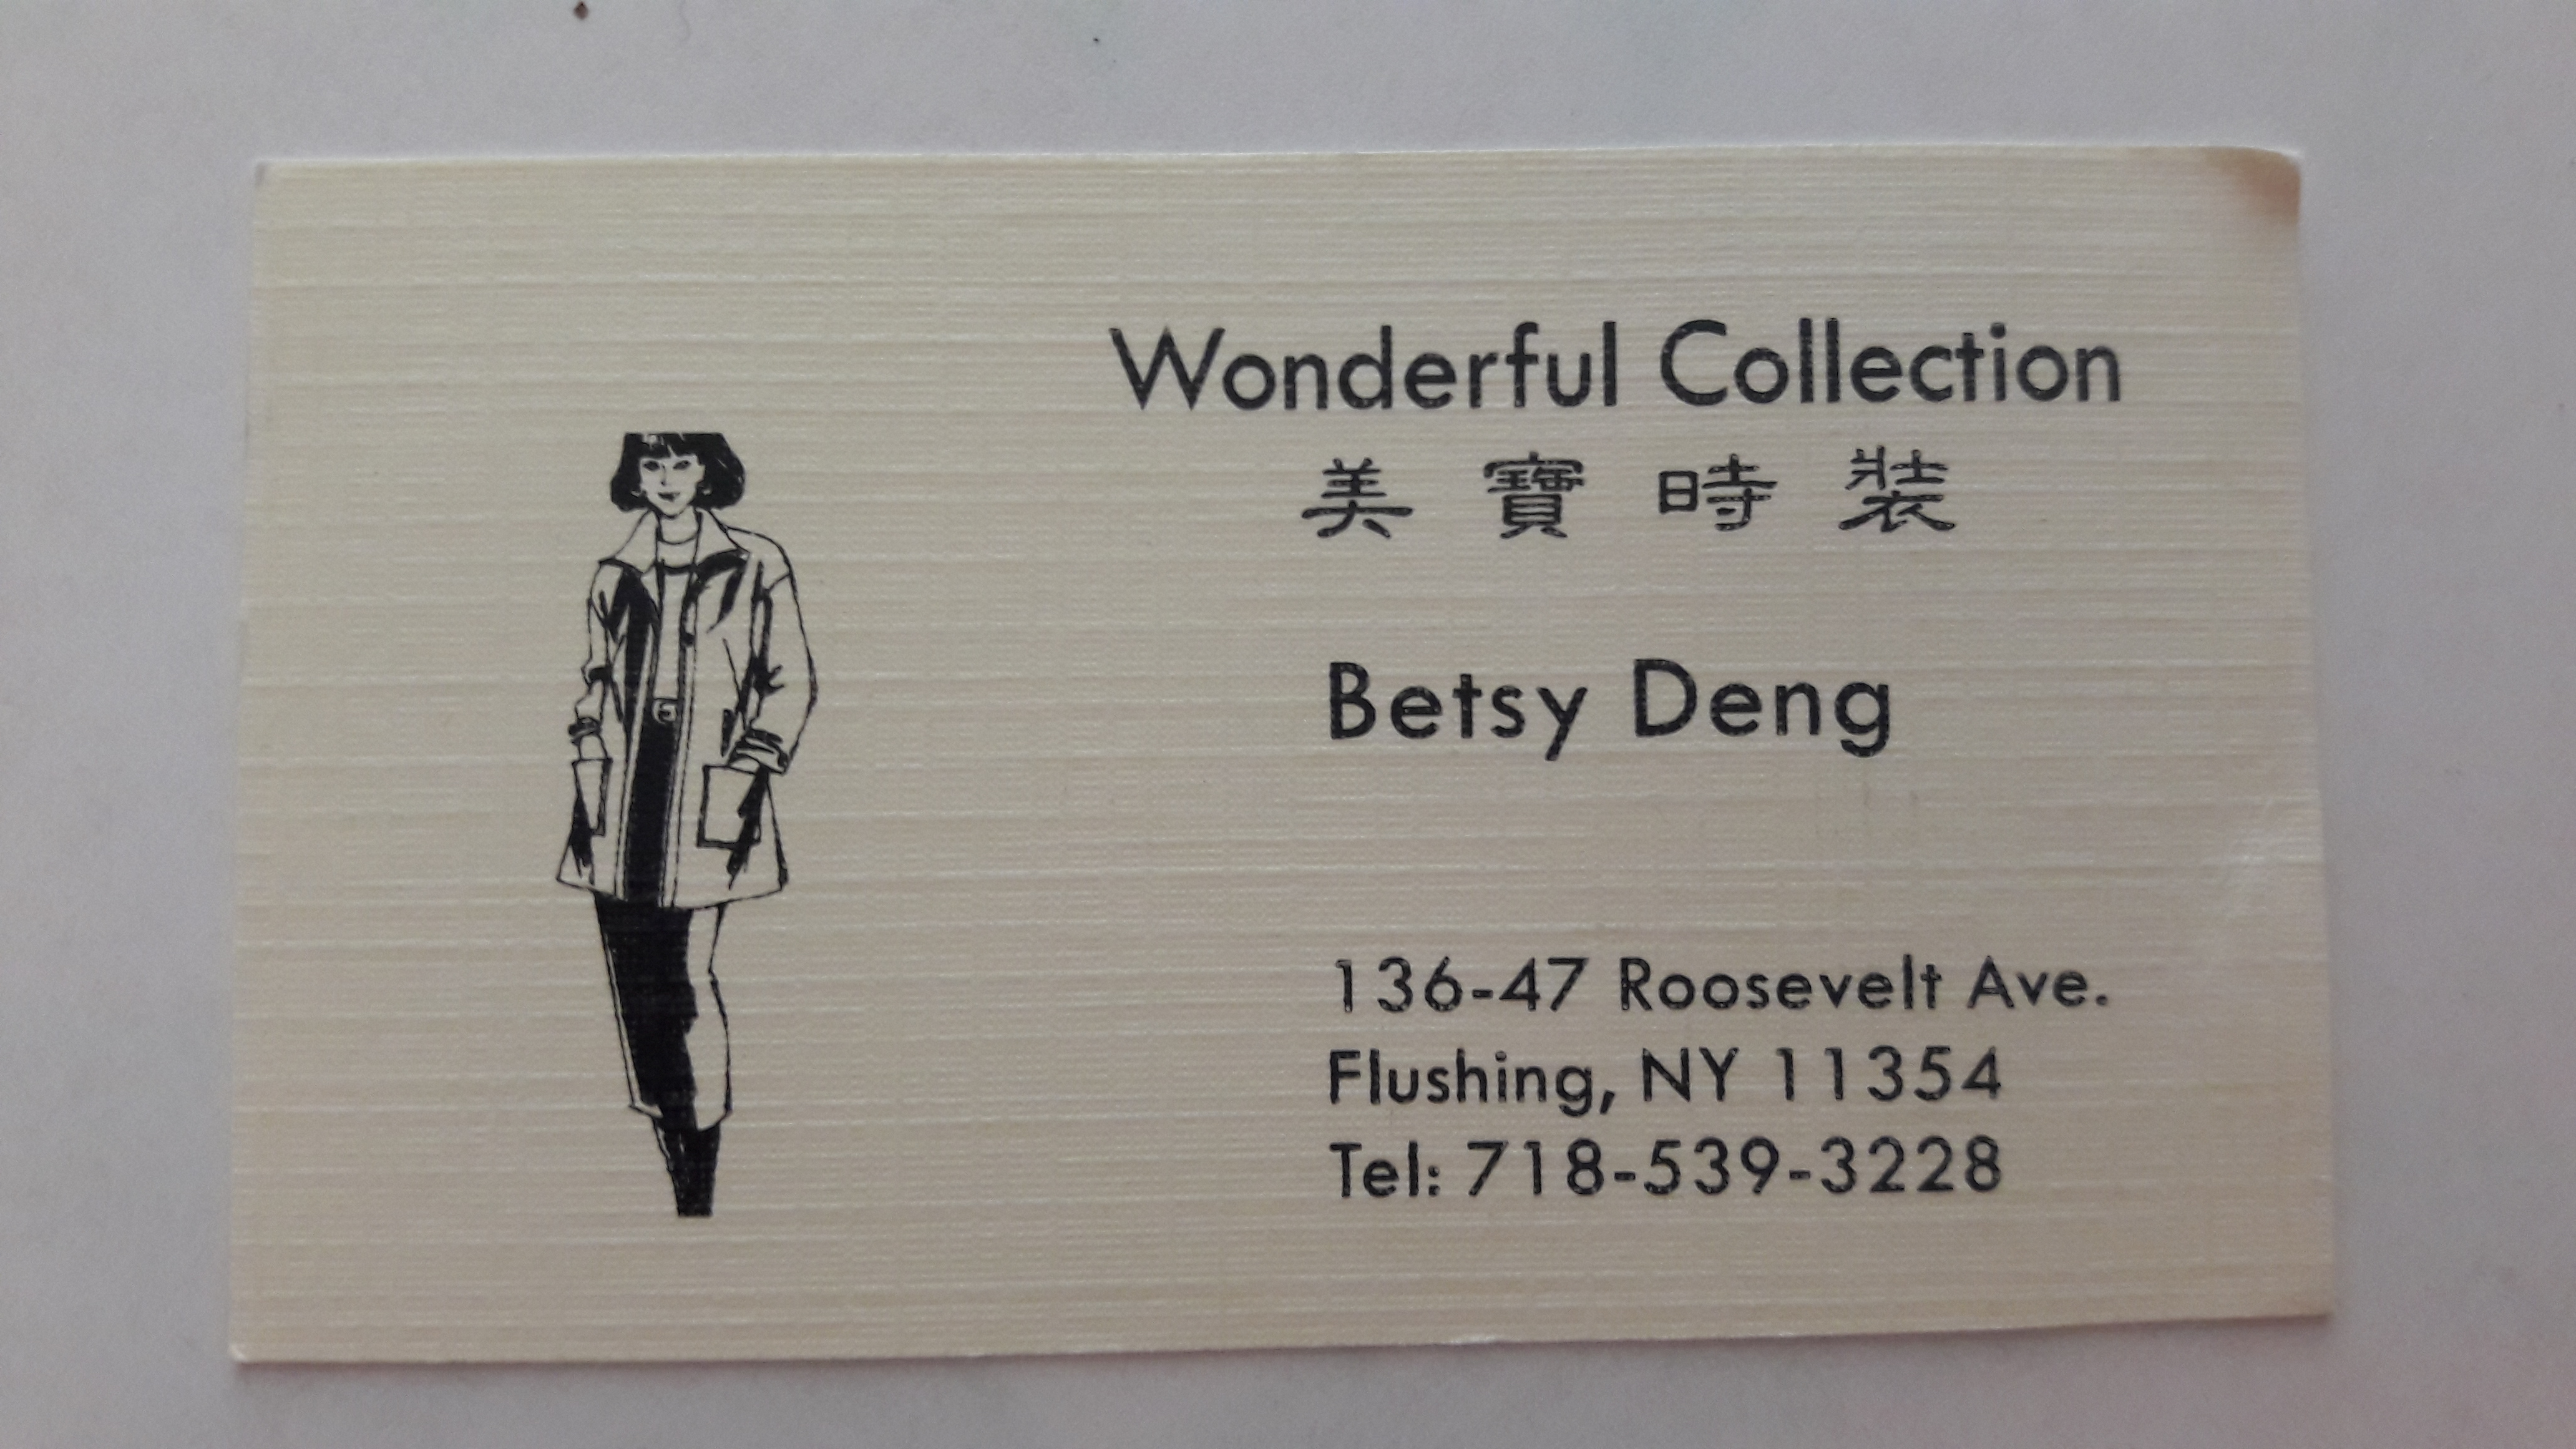 Wonderful Collection
美寶時裝
Betsy Deng
136-47 Roosevelt Ave.
Flushing, NY 11354
Tel: 718-539-3228